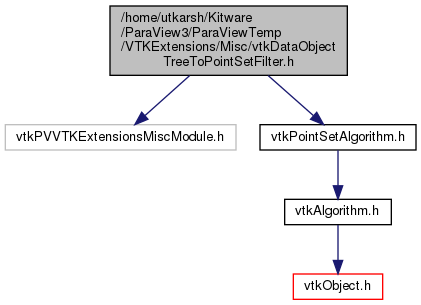 /home/utkarsh/Kitware
/ParaView3/ParaViewTemp
/VTKExtensions/Misc/vtkDataObject
TreeToPointSetFilter.h
vtkPVVTKExtensionsMiscModule.h
vtkPointSetAlgorithm.h
vtkAlgorithm.h
vtkObject.h